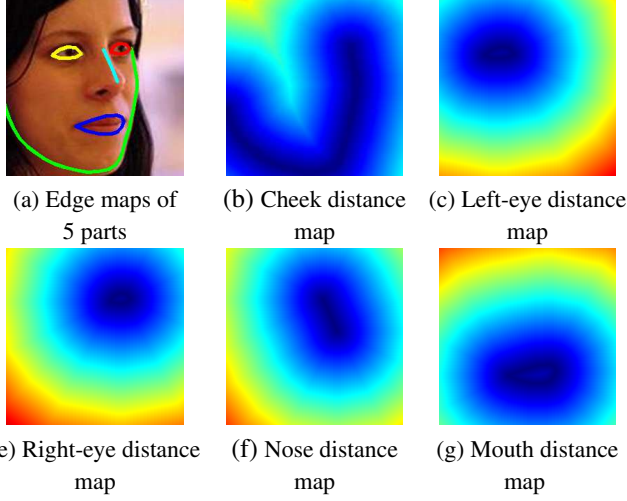 (a) Edge maps of
5 parts
(b) Cheek distance
map
(c) Left-eye distance
map
e) Right-eye distance
map
(f) Nose distance
map
(g) Mouth distance
map